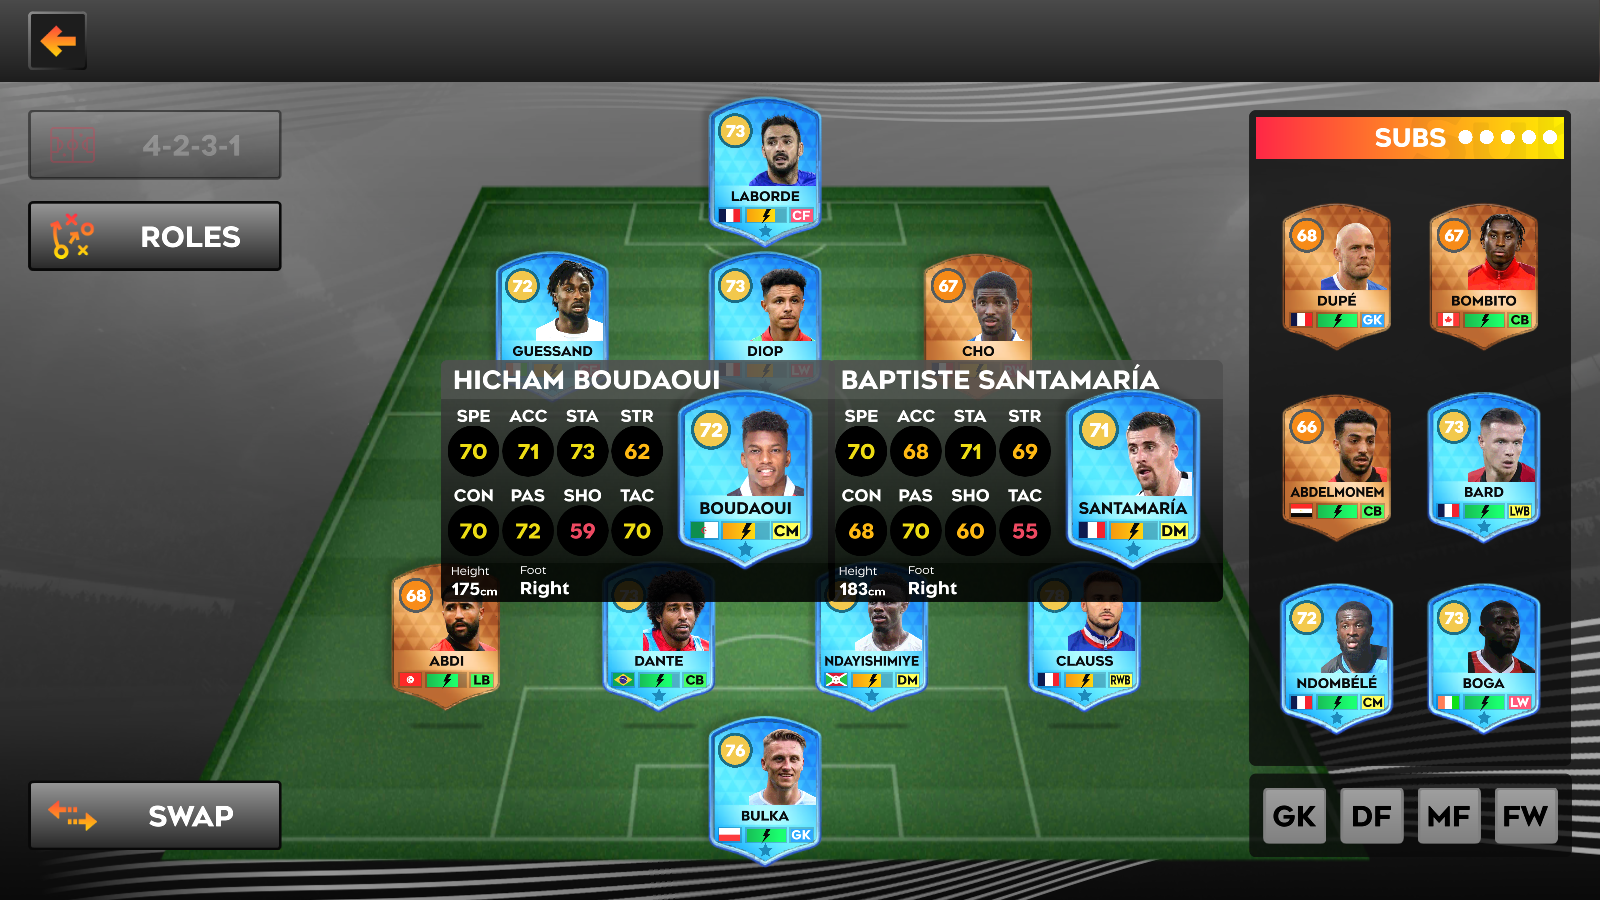 4-2-3-1
ROLES
SWAP
73
LABORDE
CF
72
GUESSAND
73
DIOP
LW
67
CHO
HICHAM BOUDAOUI
SPE ACC STA STR
70 71 73 62
CON PAS SHO TAC
70 72 59 70
Height Foot
175cm Right
72
BOUDAOUI
CM
BAPTISTE SANTAMARÍA
SPE ACC STA STR
70 68 71 69
CON PAS SHO TAC
68 70 60 55
Height Foot
183cm Right
71
SANTAMARÍA
DM
68
ABDI
LB
73
DANTE
CB
NDAYISHIMIYE
DM
78
CLAUSS
RWB
76
BULKA
GK
SUBS
68
DUPÉ
GK
67
BOMBITO
CB
66
ABDELMONEM
CB
73
BARD
LWB
72
NDOMBÉLÉ
CM
73
BOGA
LW
GK DF MF FW